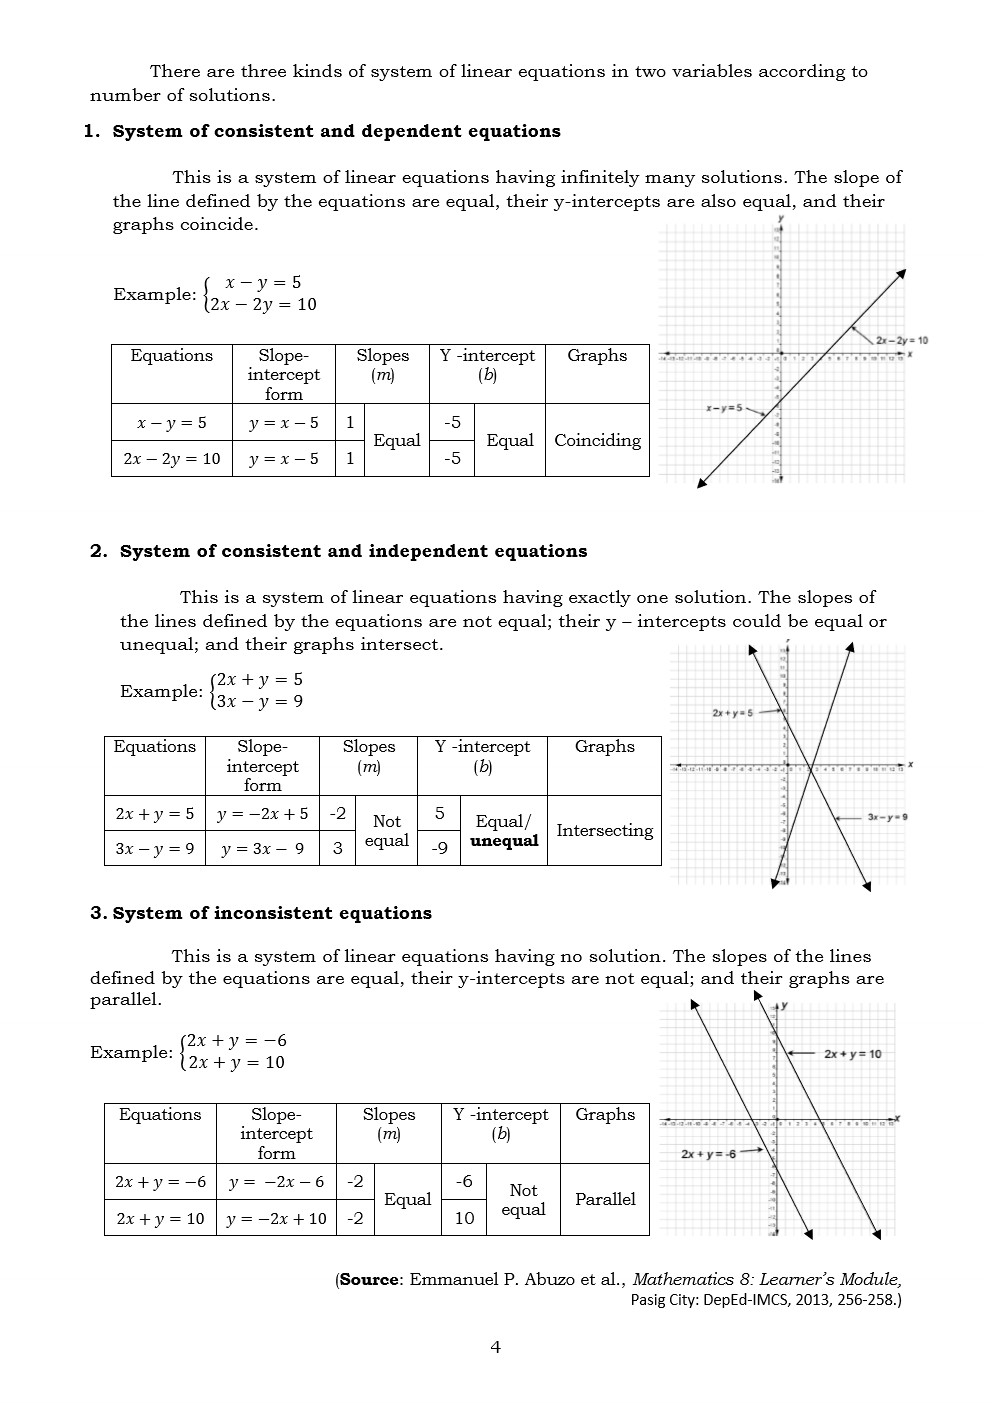 There are three kinds of system of linear equations in two variables according to
number of solutions.
1. System of consistent and dependent equations
This is a system of linear equations having infinitely many solutions. The slope of
the line defined by the equations are equal, their y-intercepts are also equal, and their
graphs coincide.
Example: { x − y = 5
2x − 2y = 10
Equations Slope-intercept form Slopes (m) Y -intercept (b) Graphs
x − y = 5 y = x − 5 1 Equal -5 Equal Coinciding
2x − 2y = 10 y = x − 5 1 -5
y
2x – 2y = 10
x
x – y = 5
2. System of consistent and independent equations
This is a system of linear equations having exactly one solution. The slopes of
the lines defined by the equations are not equal; their y – intercepts could be equal or
unequal; and their graphs intersect.
Example: {2x + y = 5
3x − y = 9
Equations Slope-intercept form Slopes (m) Y -intercept (b) Graphs
2x + y = 5 y = −2x + 5 -2 Not equal 5 Equal/ unequal Intersecting
3x − y = 9 y = 3x − 9 3 -9
2x + y = 5
x
3x – y = 9
3. System of inconsistent equations
This is a system of linear equations having no solution. The slopes of the lines
defined by the equations are equal, their y-intercepts are not equal; and their graphs are
parallel.
Example: {2x + y = −6
2x + y = 10
Equations Slope-intercept form Slopes (m) Y -intercept (b) Graphs
2x + y = −6 y = −2x − 6 -2 Equal -6 Not equal Parallel
2x + y = 10 y = −2x + 10 -2 10
y
2x + y = 10
x
2x + y = -6
(Source: Emmanuel P. Abuzo et al., Mathematics 8: Learner's Module,
Pasig City: DepEd-IMCS, 2013, 256-258.)
4